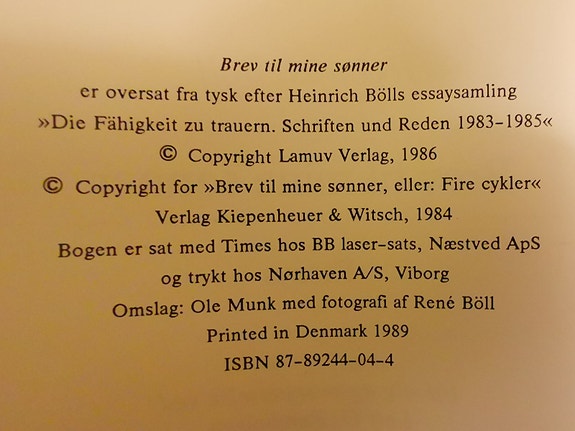 Brev til mine sønner
er oversat fra tysk efter Heinrich Bölls essaysamling
»Die Fähigkeit zu trauern. Schriften und Reden 1983-1985«
© Copyright Lamuv Verlag, 1986
© Copyright for »Brev til mine sønner, eller: Fire cykler«
Verlag Kiepenheuer & Witsch, 1984
Bogen er sat med Times hos BB laser-sats, Næstved ApS
og trykt hos Nørhaven A/S, Viborg
Omslag: Ole Munk med fotografi af René Böll
Printed in Denmark 1989
ISBN 87-89244-04-4